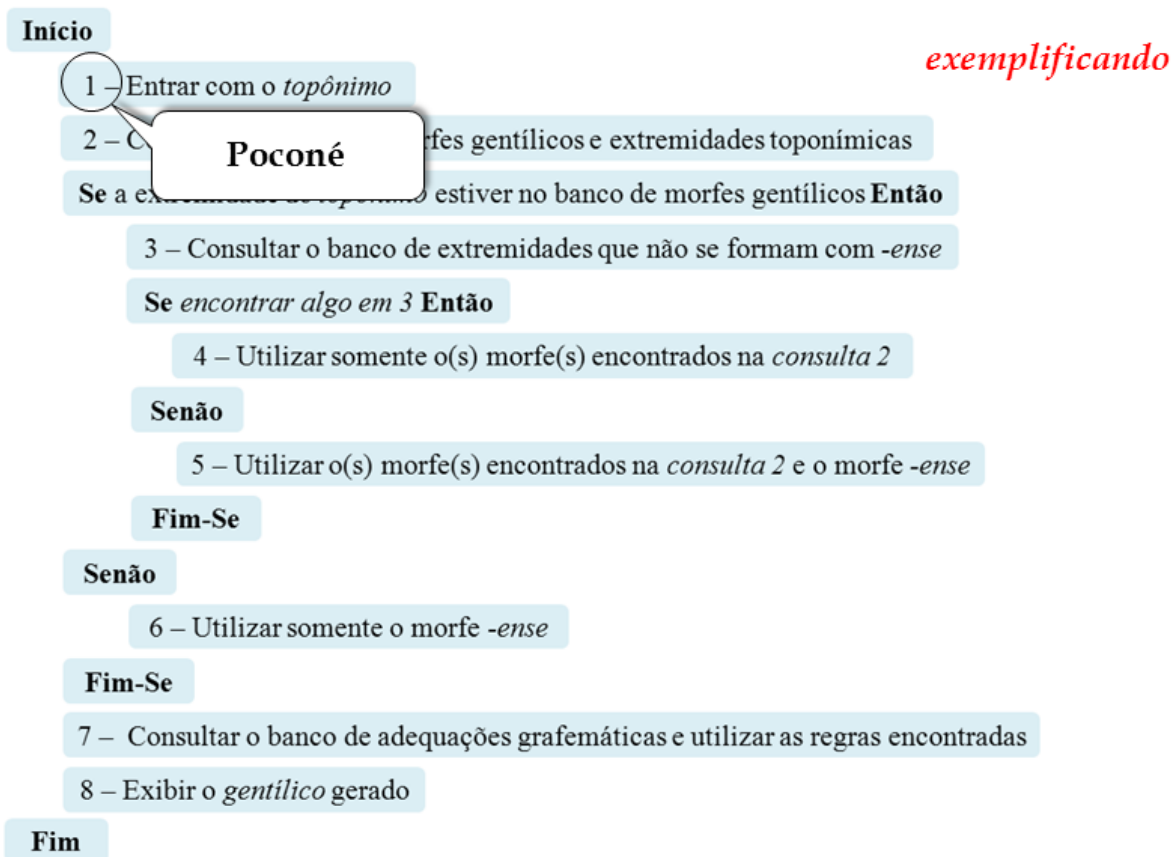 Início
exemplificando
1 – Entrar com o topônimo
Poconé
2 – C rfes gentílicos e extremidades toponímicas
Se a estiver no banco de morfes gentílicos Então
3 – Consultar o banco de extremidades que não se formam com -ense
Se encontrar algo em 3 Então
4 – Utilizar somente o(s) morfe(s) encontrados na consulta 2
Senão
5 – Utilizar o(s) morfe(s) encontrados na consulta 2 e o morfe -ense
Fim-Se
Senão
6 – Utilizar somente o morfe -ense
Fim-Se
7 – Consultar o banco de adequações grafemáticas e utilizar as regras encontradas
8 – Exibir o gentílico gerado
Fim